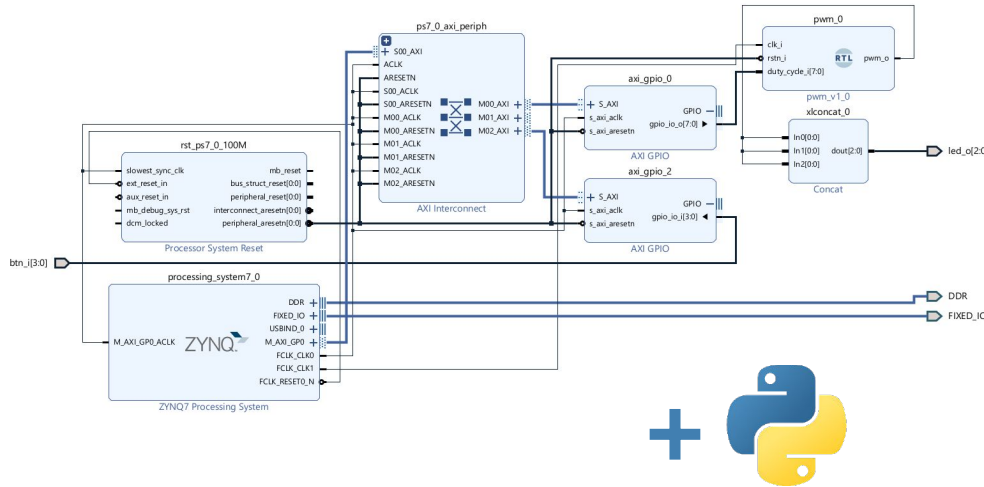 ps7_0_axi_periph
S00_AXI
ACLK
ARESETN
S00_ACLK
S00_ARESETN
M00_ACLK
M00_ARESETN
M01_ACLK
M01_ARESETN
M02_ACLK
M02_ARESETN
M00_AXI
M01_AXI
M02_AXI
AXI Interconnect
pwm_0
clk_i
rstn_i
duty_cycle_i[7:0]
RTL
pwm_o
pwm_v1_0
axi_gpio_0
S_AXI
s_axi_aclk
s_axi_aresetn
GPIO
gpio_io_o[7:0]
AXI GPIO
xlconcat_0
In0[0:0]
In1[0:0]
In2[0:0]
dout[2:0]
Concat
led_o[2:0
rst_ps7_0_100M
slowest_sync_clk
ext_reset_in
aux_reset_in
mb_debug_sys_rst
dcm_locked
mb_reset
bus_struct_reset[0:0]
peripheral_reset[0:0]
interconnect_aresetn[0:0]
peripheral_aresetn[0:0]
Processor System Reset
axi_gpio_2
S_AXI
s_axi_aclk
s_axi_aresetn
GPIO
gpio_io_i[3:0]
AXI GPIO
btn_i[3:0]
processing_system7_0
M_AXI_GP0_ACLK
ZYNQ.
DDR
FIXED_IO
USBIND_0
M_AXI_GP0
FCLK_CLK0
FCLK_CLK1
FCLK_RESET0_N
ZYNQ7 Processing System
DDR
FIXED_IO